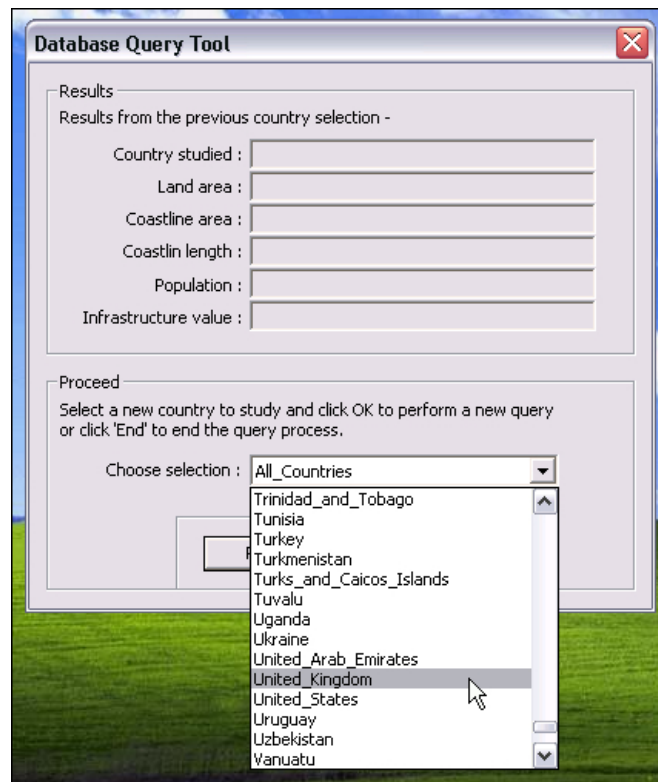 Database Query Tool
Results
Results from the previous country selection -
Country studied :
Land area :
Coastline area :
Coastlin length :
Population :
Infrastructure value :
Proceed
Select a new country to study and click OK to perform a new query
or click 'End' to end the query process.
Choose selection : All_Countries
Trinidad_and_Tobago
Tunisia
Turkey
Turkmenistan
Turks_and_Caicos_Islands
Tuvalu
Uganda
Ukraine
United_Arab_Emirates
United_Kingdom
United_States
Uruguay
Uzbekistan
Vanuatu